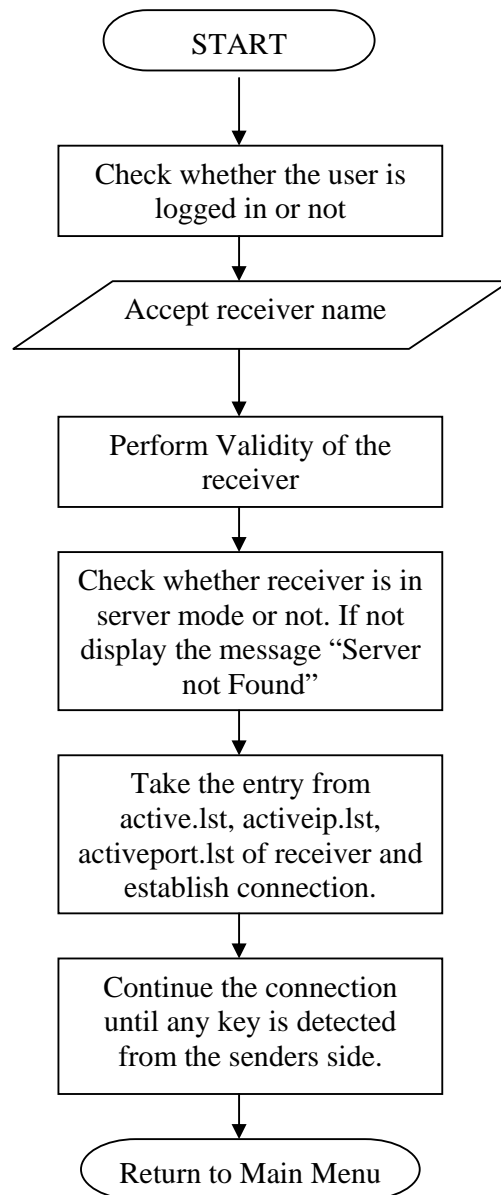 START
Check whether the user is
logged in or not
Accept receiver name
Perform Validity of the
receiver
Check whether receiver is in
server mode or not. If not
display the message “Server
not Found”
Take the entry from
active.lst, activeip.lst,
activeport.lst of receiver and
establish connection.
Continue the connection
until any key is detected
from the senders side.
Return to Main Menu